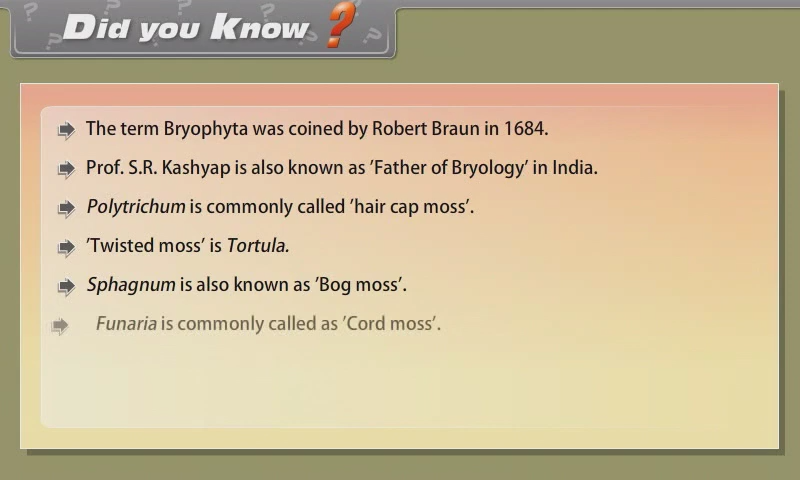 Did you Know ?
The term Bryophyta was coined by Robert Braun in 1684.
Prof. S.R. Kashyap is also known as ’Father of Bryology’ in India.
Polytrichum is commonly called ’hair cap moss’.
’Twisted moss’ is Tortula.
Sphagnum is also known as ’Bog moss’.
Funaria is commonly called as ’Cord moss’.